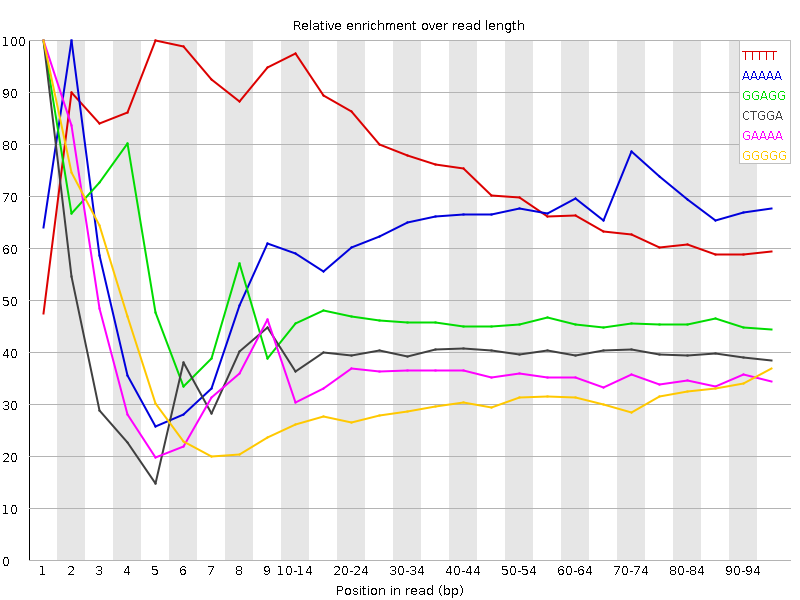 Relative enrichment over read length
100
90
80
70
60
50
40
30
20
10
0
TTTTT
AAAAA
GGAGG
CTGGA
GAAAA
GGGGG
1 2 3 4 5 6 7 8 9 10-14 20-24 30-34 40-44 50-54 60-64 70-74 80-84 90-94
Position in read (bp)